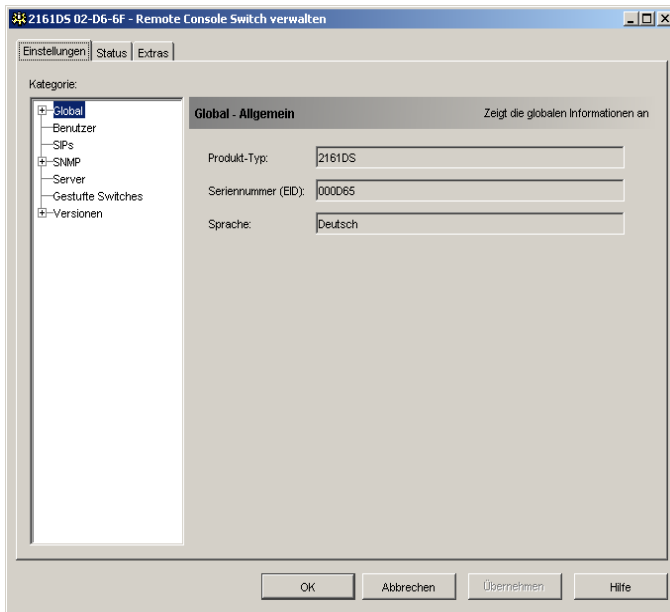 2161DS 02-D6-6F - Remote Console Switch verwalten
Einstellungen Status Extras
Kategorie:
Global
Benutzer
SIPs
SNMP
Server
Gestufte Switches
Versionen
Global - Allgemein Zeigt die globalen Informationen an
Produkt-Typ: 2161DS
Seriennummer (EID): 000D65
Sprache: Deutsch
OK Abbrechen Übernehmen Hilfe